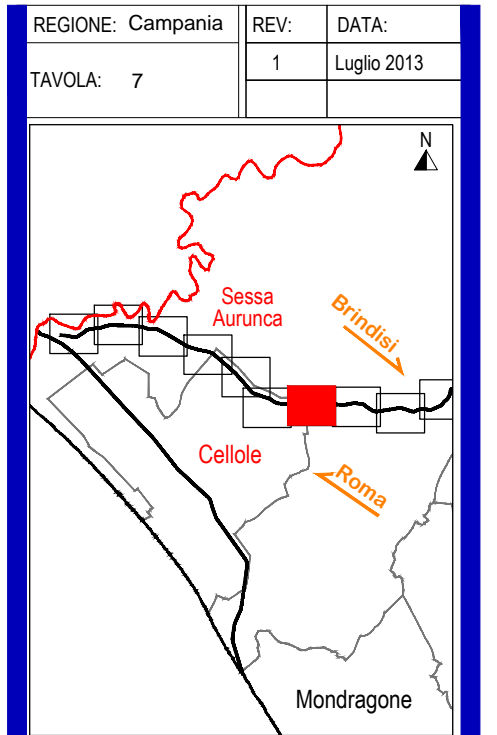 REGIONE: Campania
REV:
DATA:
1
Luglio 2013
TAVOLA: 7
N
Sessa
Aurunca
Brindisi
Cellole
Roma
Mondragone